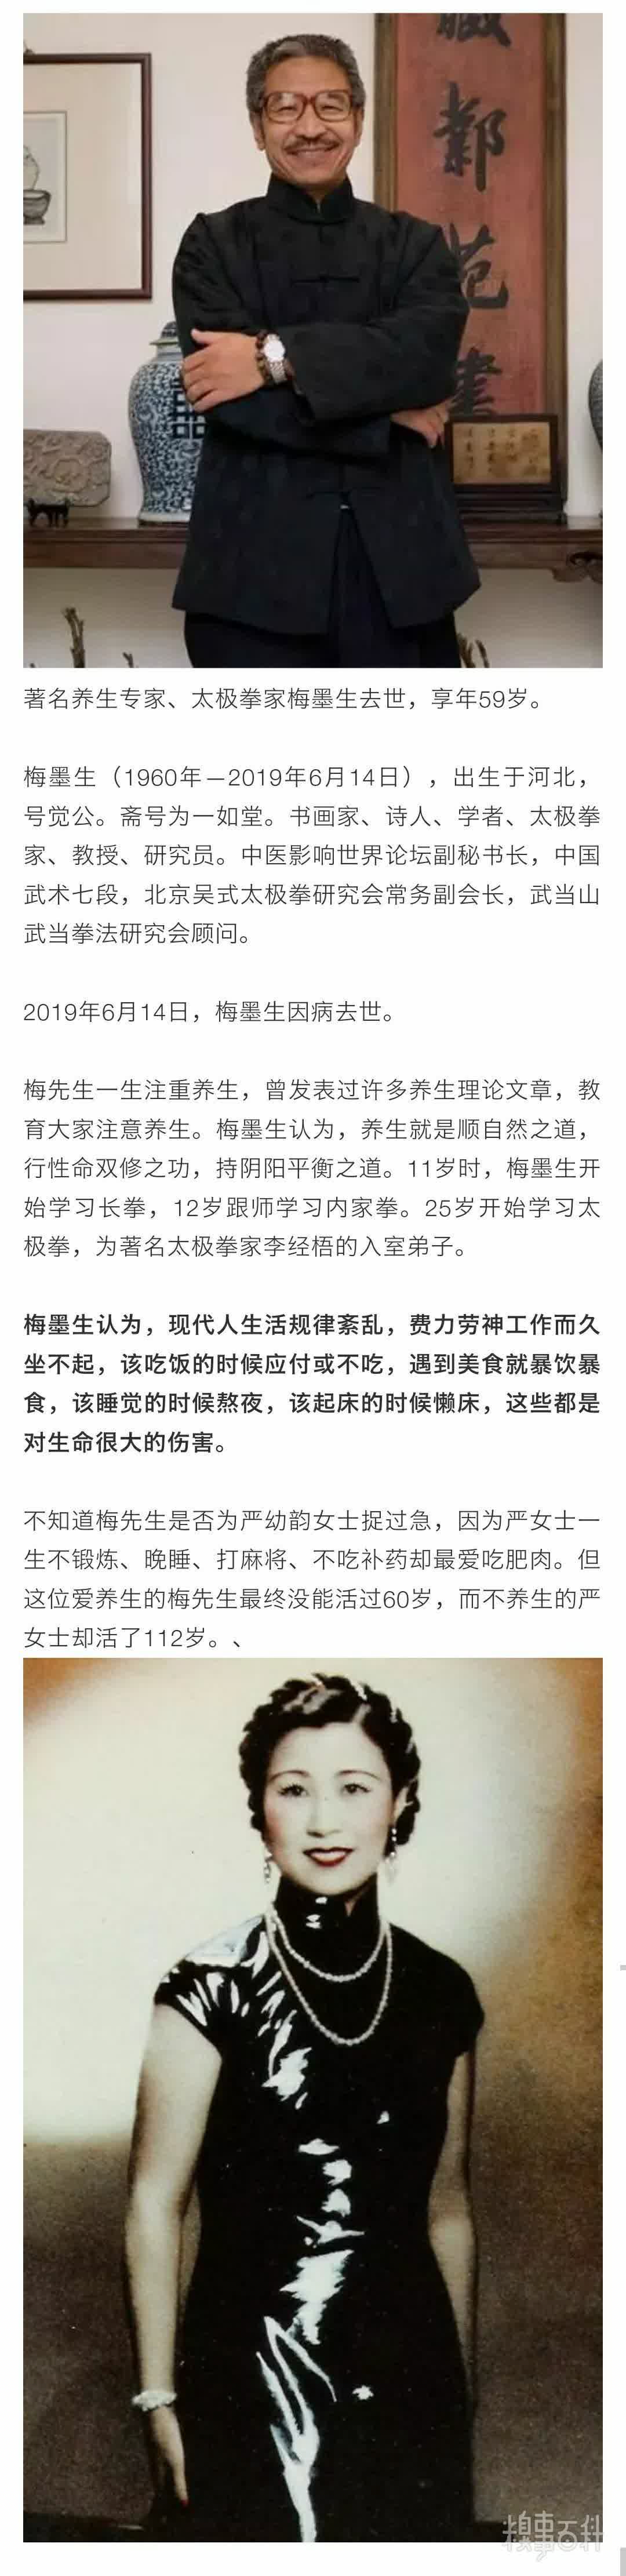 鄴
范
書
著名养生专家、太极拳家梅墨生去世，享年59岁。
梅墨生（1960年—2019年6月14日），出生于河北，
号觉公。斋号为一如堂。书画家、诗人、学者、太极拳
家、教授、研究员。中医影响世界论坛副秘书长，中国
武术七段，北京吴式太极拳研究会常务副会长，武当山
武当拳法研究会顾问。
2019年6月14日，梅墨生因病去世。
梅先生一生注重养生，曾发表过许多养生理论文章，教
育大家注意养生。梅墨生认为，养生就是顺自然之道，
行性命双修之功，持阴阳平衡之道。11岁时，梅墨生开
始学习长拳，12岁跟师学习内家拳。25岁开始学习太
极拳，为著名太极拳家李经梧的入室弟子。
梅墨生认为，现代人生活规律紊乱，费力劳神工作而久
坐不起，该吃饭的时候应付或不吃，遇到美食就暴饮暴
食，该睡觉的时候熬夜，该起床的时候懒床，这些都是
对生命很大的伤害。
不知道梅先生是否为严幼韵女士捉过急，因为严女士一
生不锻炼、晚睡、打麻将、不吃补药却最爱吃肥肉。但
这位爱养生的梅先生最终没能活过60岁，而不养生的严
女士却活了112岁。、
糗事百科